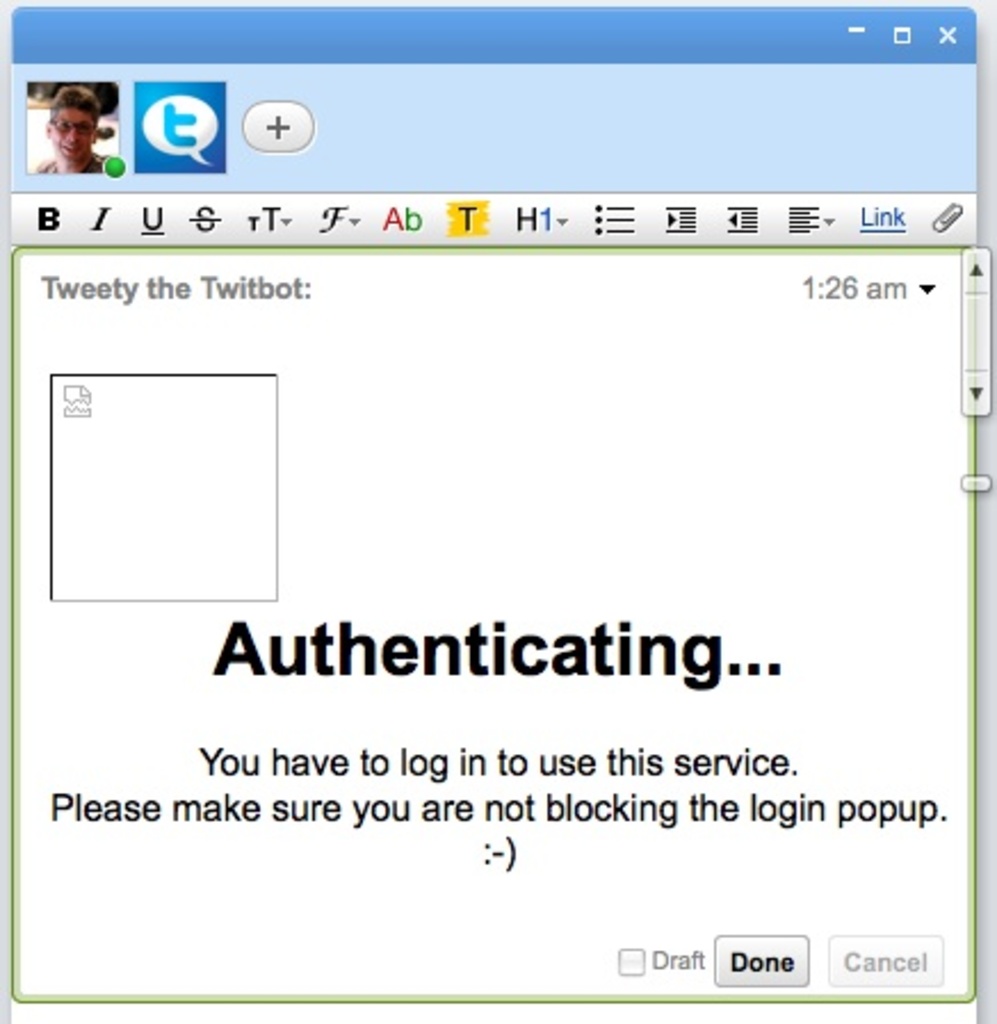 B I U S TT F Ab T H1 Link
Tweety the Twitbot: 1:26 am
Authenticating...
You have to log in to use this service.
Please make sure you are not blocking the login popup.
:-)
Draft Done Cancel